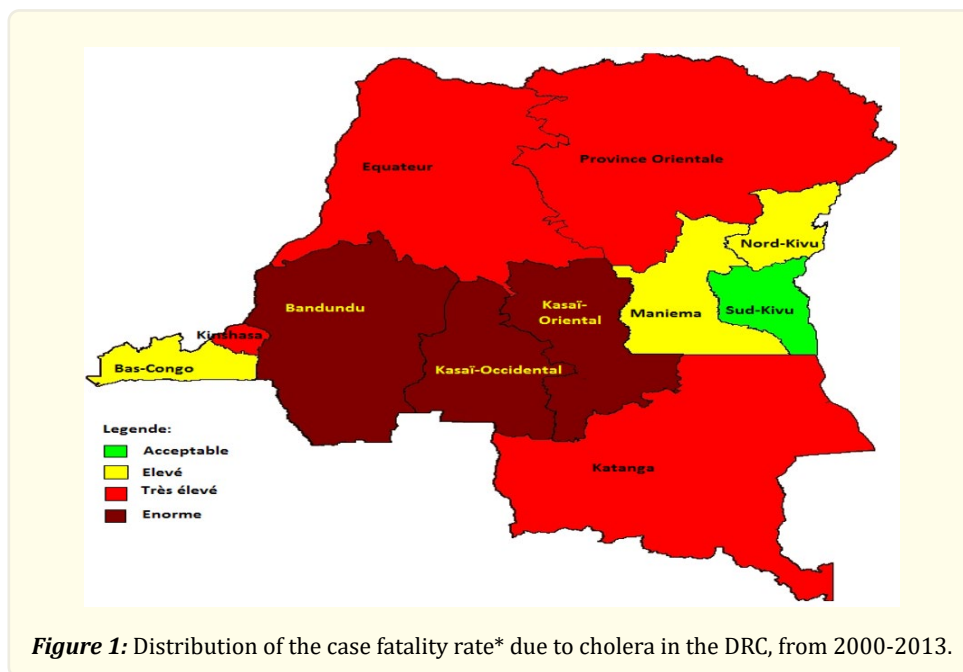 Equateur
Province Orientale
Nord-Kivu
Bandundu
Kasaï-
Oriental
Maniema
Sud-Kivu
Kinshasa
Bas-Congo
Kasaï-Occidental
Legende:
Acceptable
Elevé
Très élevé
Enorme
Katanga
Figure 1: Distribution of the case fatality rate* due to cholera in the DRC, from 2000-2013.